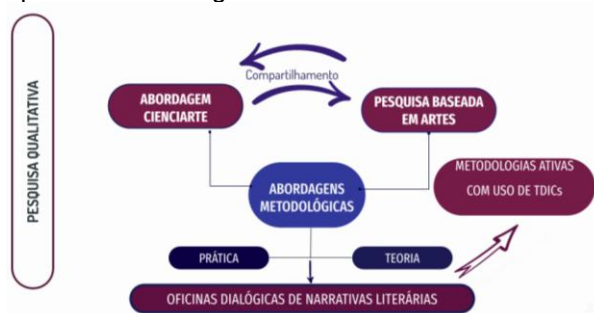 PESQUISA QUALITATIVA
Compartilhamento
ABORDAGEM
CIENCIARTE
PESQUISA BASEADA
EM ARTES
METODOLOGIAS ATIVAS
COM USO DE TDICs
ABORDAGENS
METODOLÓGICAS
PRÁTICA
TEORIA
OFICINAS DIALÓGICAS DE NARRATIVAS LITERÁRIAS